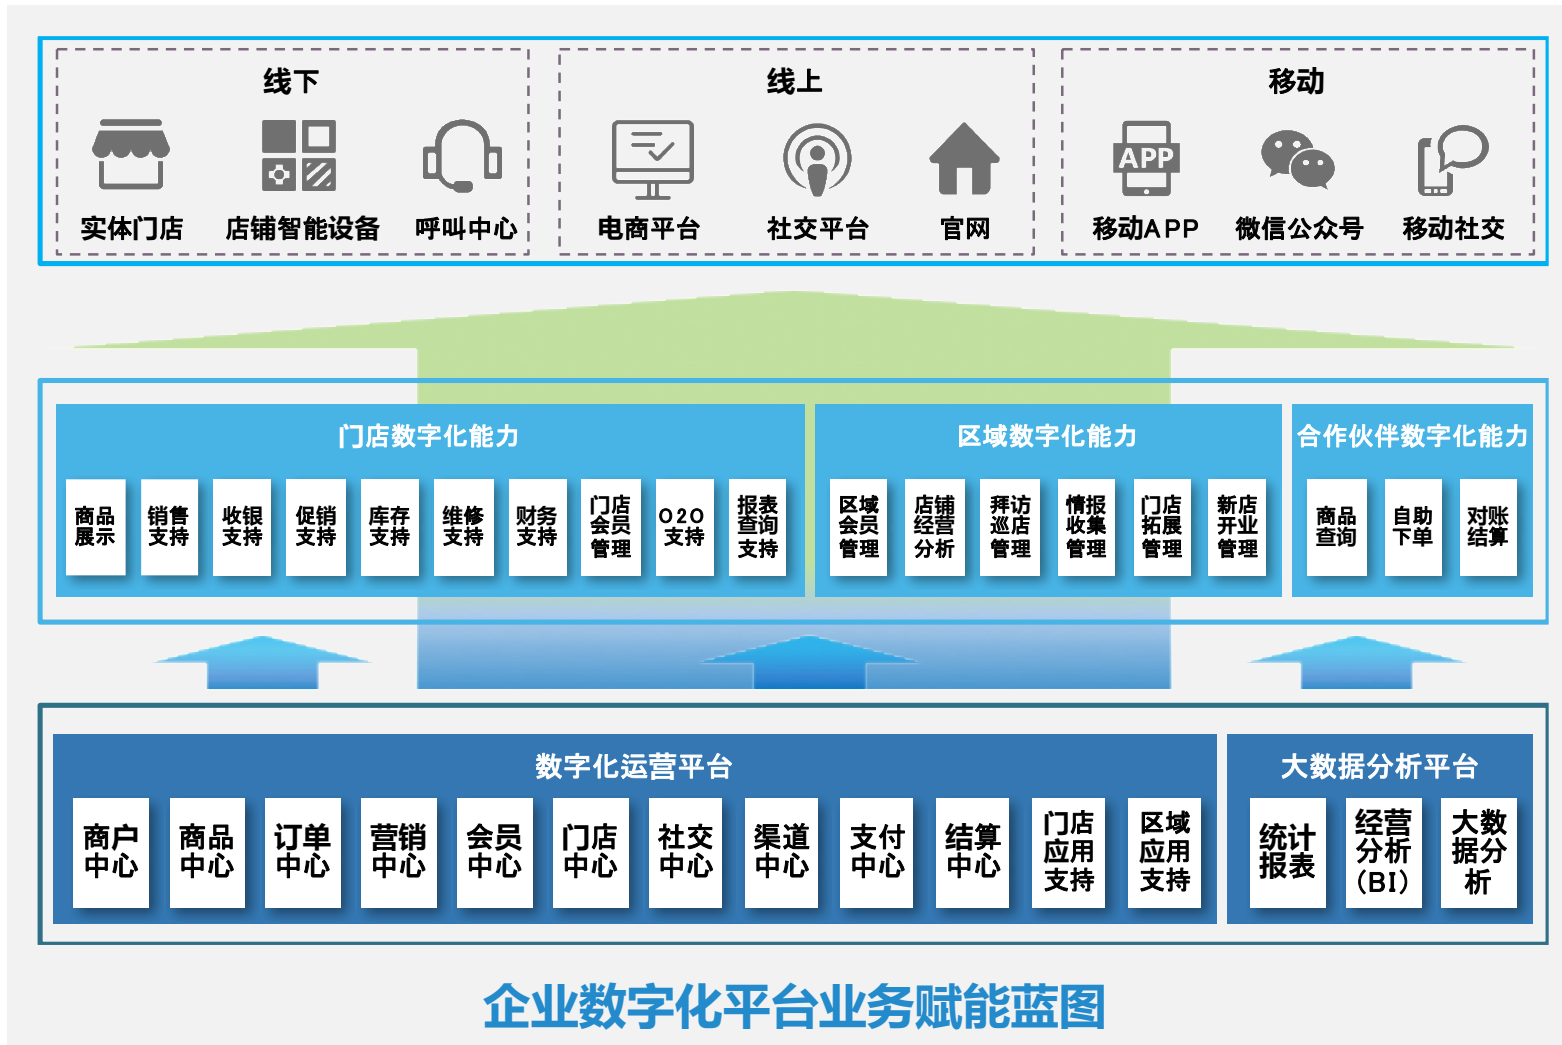 线下
实体门店
店铺智能设备
呼叫中心
线上
电商平台
社交平台
官网
移动
APP
移动APP
微信公众号
移动社交
门店数字化能力
商品
展示
销售
支持
收银
支持
促销
支持
库存
支持
维修
支持
财务
支持
门店
会员
管理
O2O
支持
报表
查询
支持
区域数字化能力
区域
会员
管理
店铺
经营
分析
拜访
巡店
管理
情报
收集
管理
门店
拓展
管理
新店
开业
管理
合作伙伴数字化能力
商品
查询
自助
下单
对账
结算
数字化运营平台
商户
中心
商品
中心
订单
中心
营销
中心
会员
中心
门店
中心
社交
中心
渠道
中心
支付
中心
结算
中心
门店
应用
支持
区域
应用
支持
大数据分析平台
统计
报表
经营
分析
（BI）
大数
据分
析
企业数字化平台业务赋能蓝图